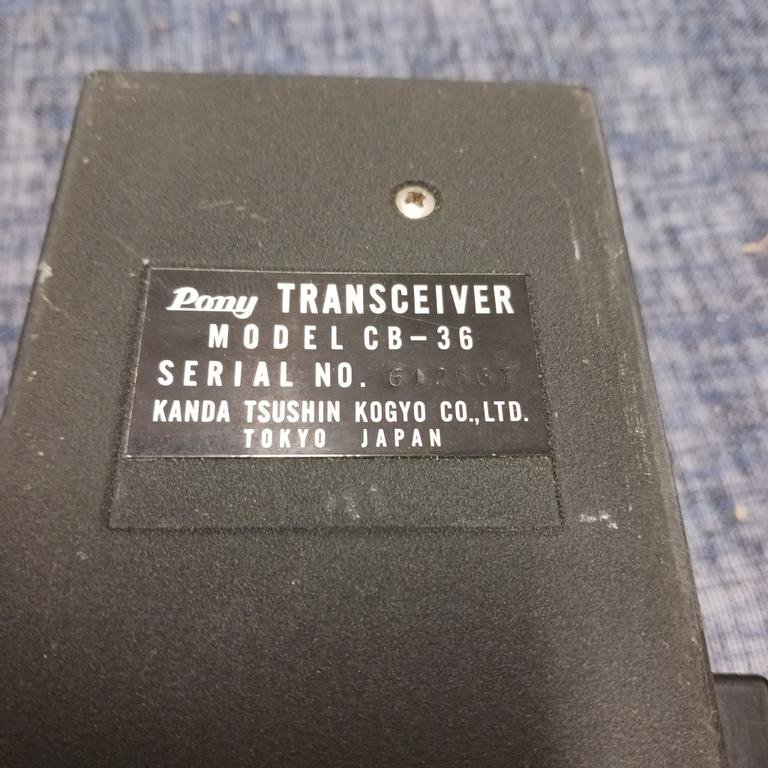 Pony TRANSCEIVER
MODEL CB-36
SERIAL NO.
KANDA TSUSHIN KOGYO CO.,LTD.
TOKYO JAPAN